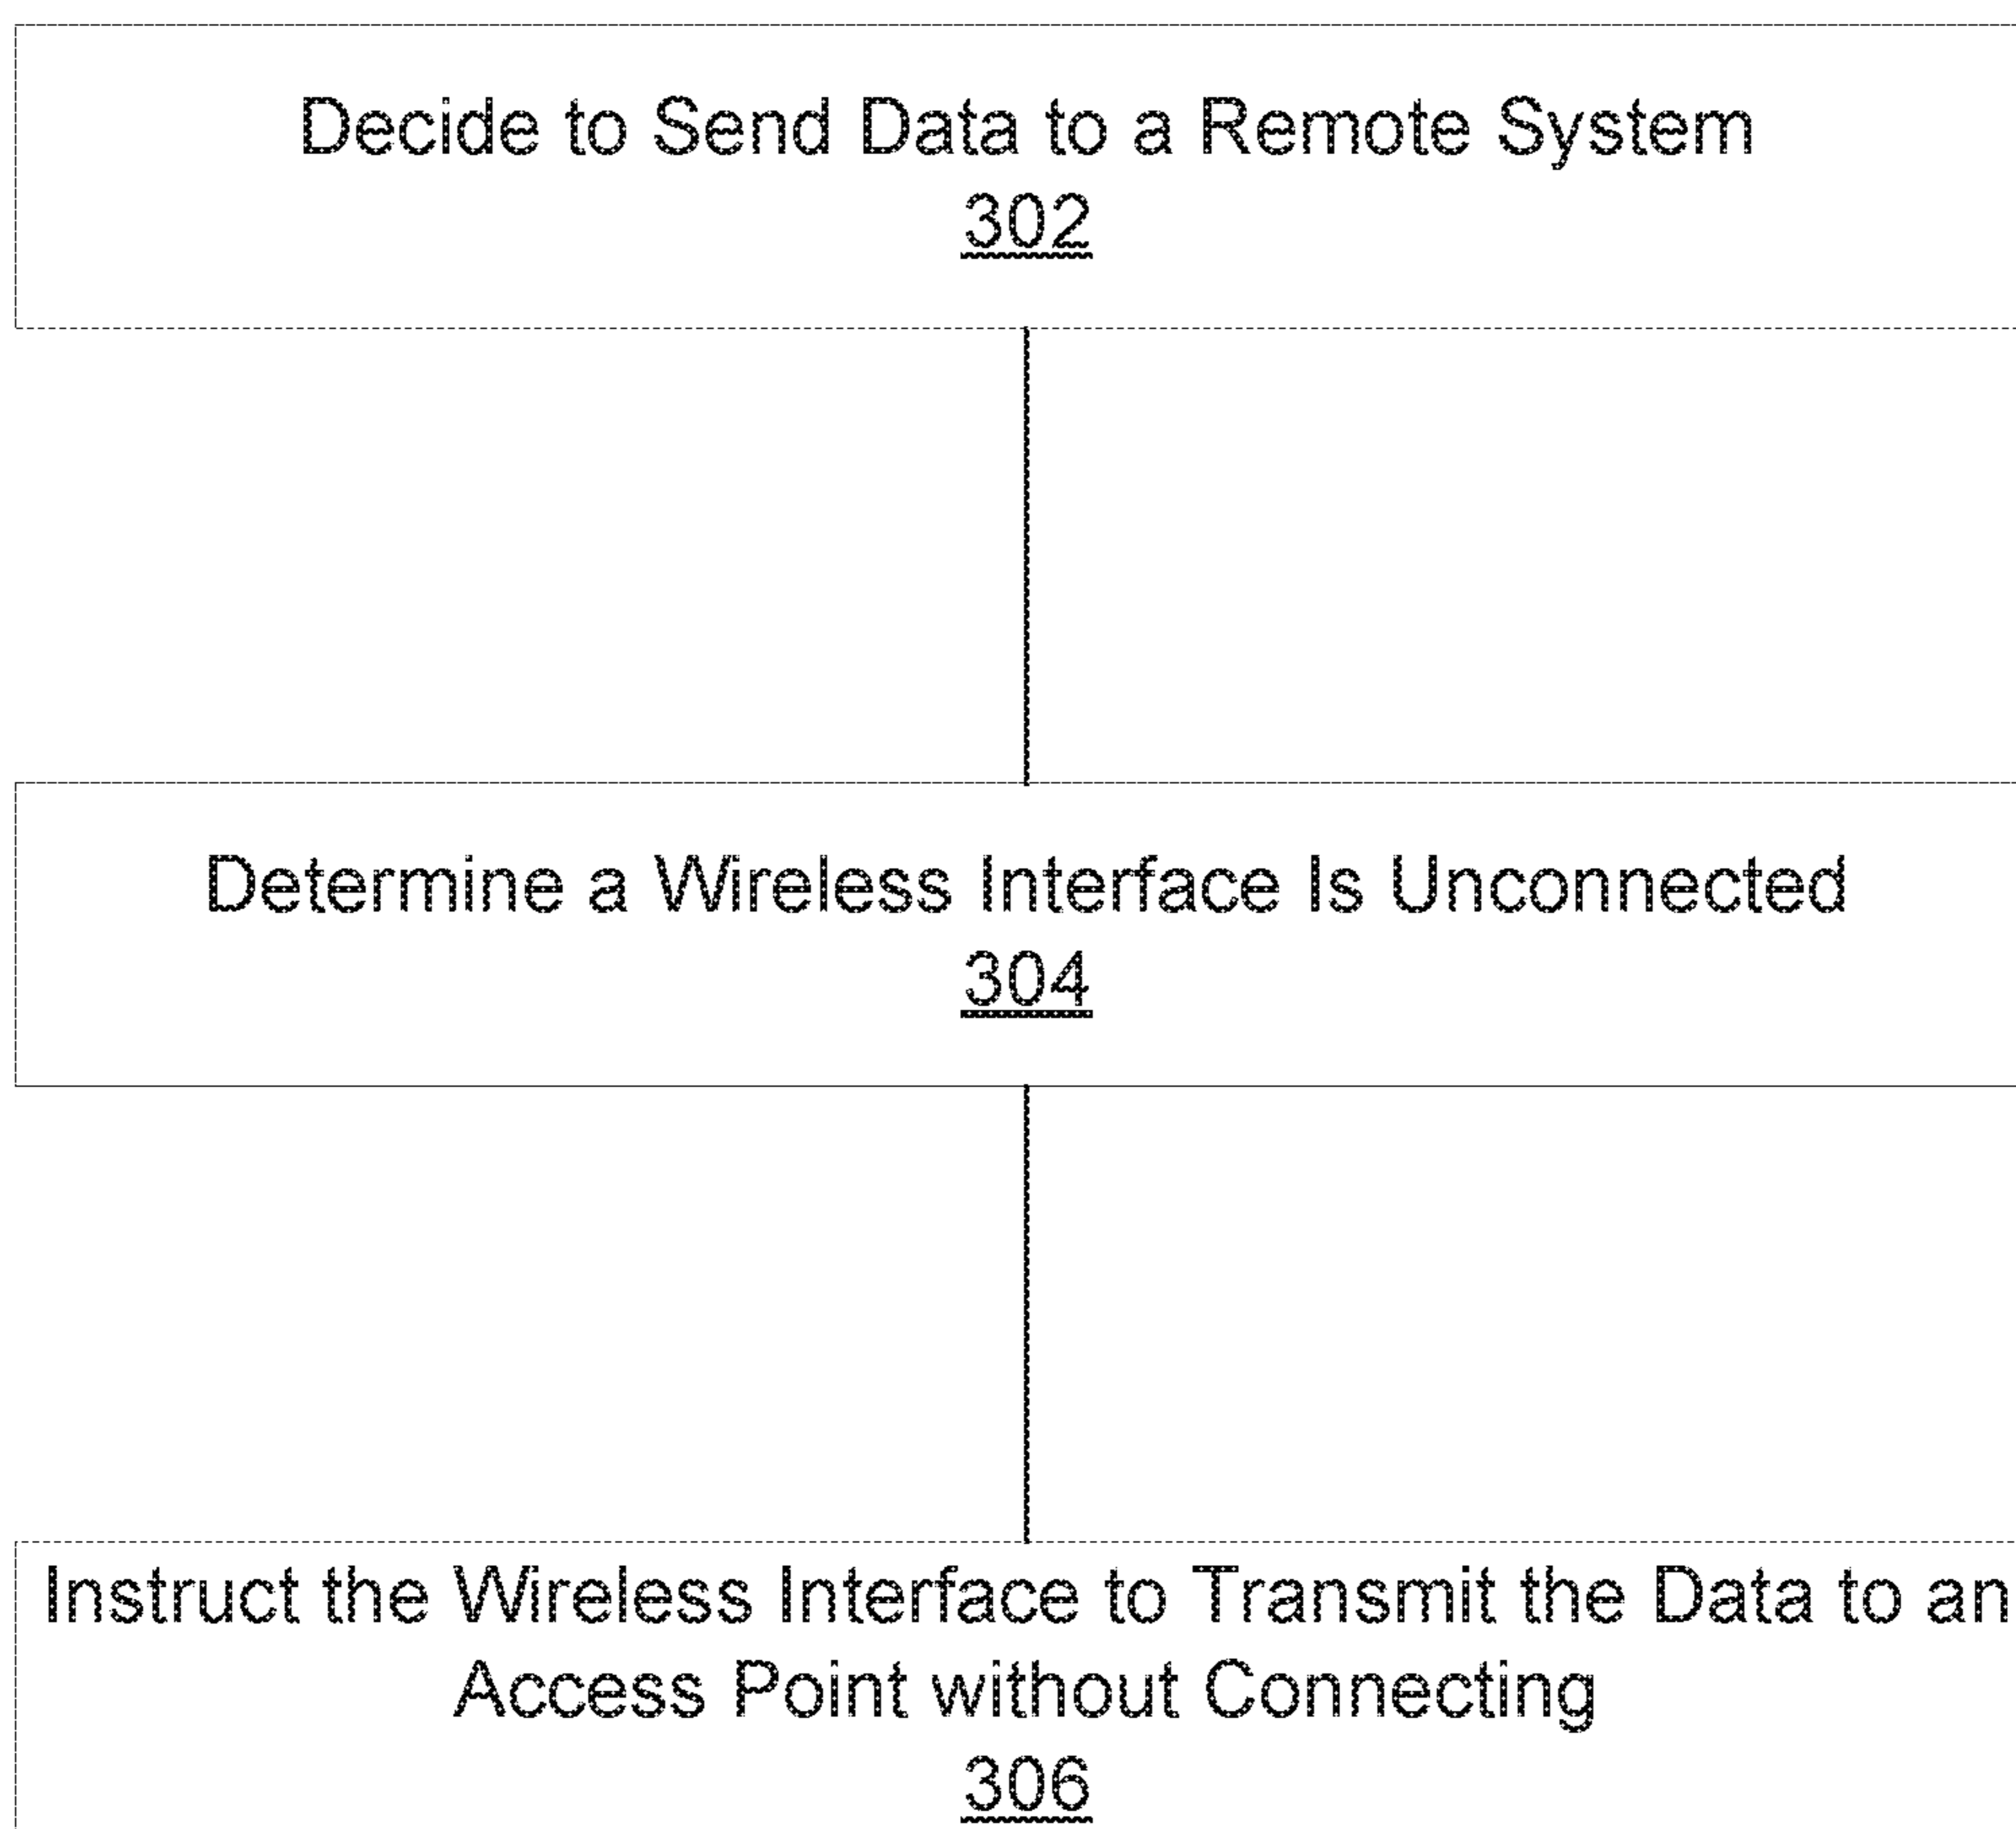 Decide to Send Data to a Remote System
302
Determine a Wireless Interface Is Unconnected
304
Instruct the Wireless Interface to Transmit the Data to an
Access Point without Connecting
306